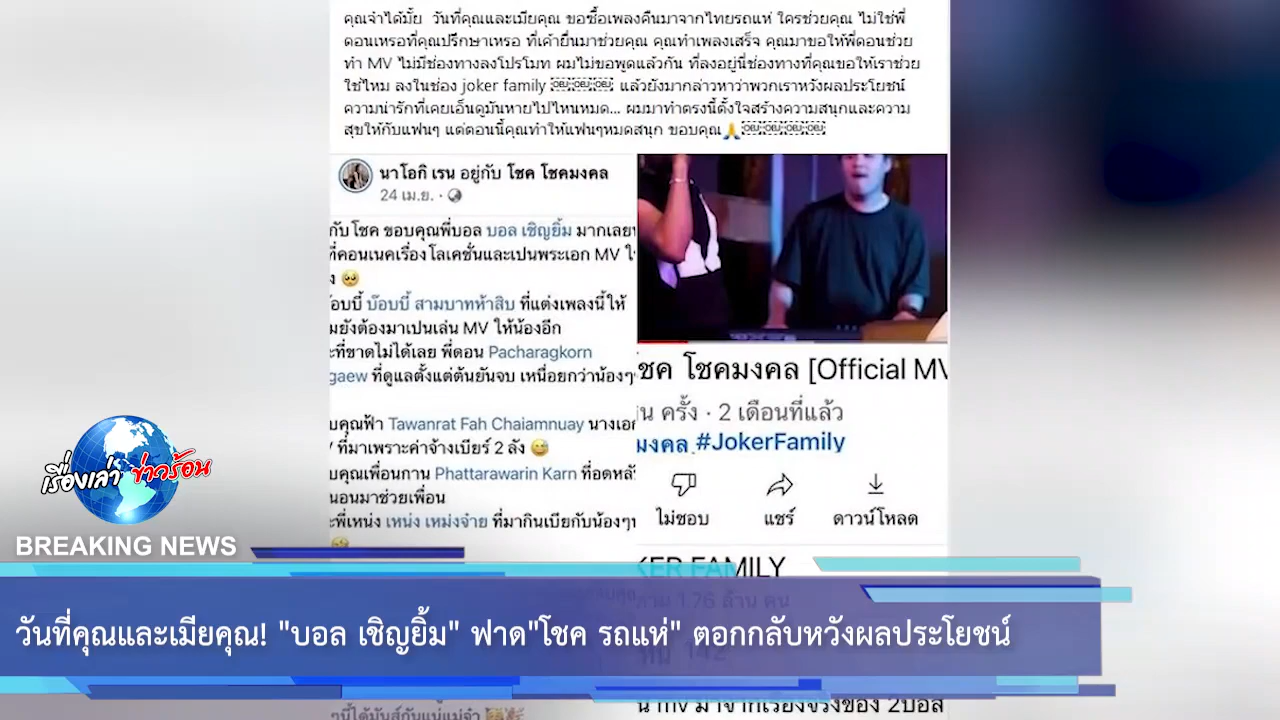 คุณจำได้มั้ย วันที่คุณและเมียคุณ ขอซื้อเพลงคืนมาจากไทยรถแห่ ใครช่วยคุณ ไม่ใช่พี่
ดอนเหรอที่คุณปรึกษาเหรอ ที่เค้ายื่นมาช่วยคุณ คุณทำเพลงเสร็จ คุณมาขอให้พี่ดอนช่วย
ทำ MV ไม่มีช่องทางลงโปรโมท ผมไม่ขอพูดแล้วกัน ที่ลงอยู่นี่ช่องทางที่คุณขอให้เราช่วย
ใช่ไหม ลงในช่อง joker family แล้วยังมากล่าวหาว่าพวกเราหวังผลประโยชน์
ความน่ารักที่เคยเอ็นดูมันหายไปไหนหมด... ผมมาทำตรงนี้ตั้งใจสร้างความสนุกและความ
สุขให้กับแฟนๆ แต่ตอนนี้คุณทำให้แฟนๆหมดสนุก ขอบคุณ🙏
นาโอกิ เรน อยู่กับ โชค โชคมงคล
24 เม.ย. ·
กับโชค ขอบคุณพี่บอล บอล เชิญยิ้ม มากเลย
ที่คอนเนคเรื่องโลเคชั่นและเปนพระเอก MV
🥺
บ๊อบบี้ สามบาทห้าสิบ ที่แต่งเพลงนี้ให้
มยังต้องมาเปนเล่น MV ให้น้องอีก
ะที่ขาดไม่ได้เลย พี่ดอน Pacharagkorn
gaew ที่ดูแลตั้งแต่ต้นยันจบ เหนื่อยกว่าน้องๆ
บคุณฟ้า Tawanrat Fah Chaiamnuay นางเอก
ที่มาเพราะค่าจ้างเบียร์ 2 ลัง 😅
บคุณเพื่อนกาน Phattarawarin Karn ที่อดหลั
นอนมาช่วยเพื่อน
ะพี่เหน่ง เหน่ง เหม่งจ๋าย ที่มากินเบียกับน้องๆ
โชค โชคมงคล [Official MV
น ครั้ง · 2 เดือนที่แล้ว
มงคล #JokerFamily
ไม่ชอบ แชร์ ดาวน์โหลด
KER FAMILY
1.76 ล้าน คน
142
เรื่องเล่า ข่าวร้อน
BREAKING NEWS
วันที่คุณและเมียคุณ! "บอล เชิญยิ้ม" ฟาด"โชค รถแห่" ตอกกลับหวังผลประโยชน์